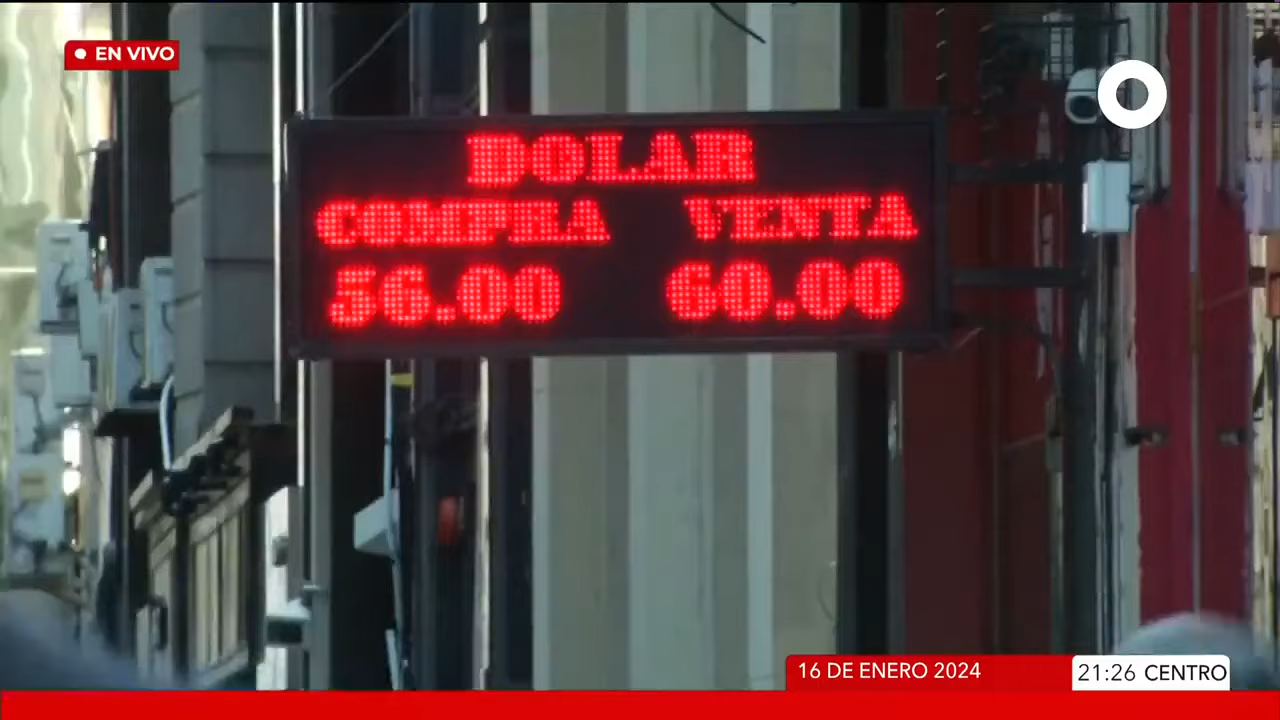 EN VIVO
DOLAR
COMPRA VENTA
56.00 60.00
16 DE ENERO 2024
21:26 CENTRO